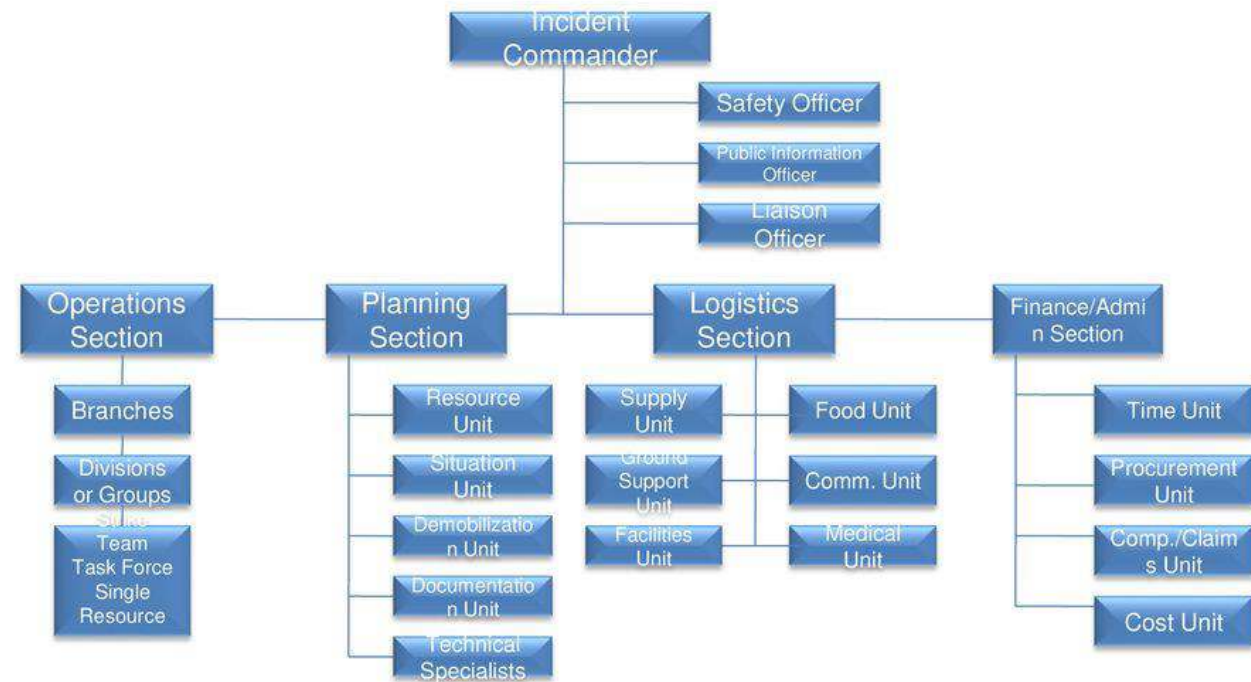 Incident
Commander
Safety Officer
Public Information
Officer
Liaison
Officer
Operations
Section
Planning
Section
Logistics
Section
Finance/Admi
n Section
Branches
Divisions
or Groups
Strike
Team
Task Force
Single
Resource
Resource
Unit
Situation
Unit
Demobilizatio
n Unit
Documentatio
n Unit
Technical
Specialists
Supply
Unit
Ground
Support
Unit
Facilities
Unit
Food Unit
Comm. Unit
Medical
Unit
Time Unit
Procurement
Unit
Comp./Claim
s Unit
Cost Unit